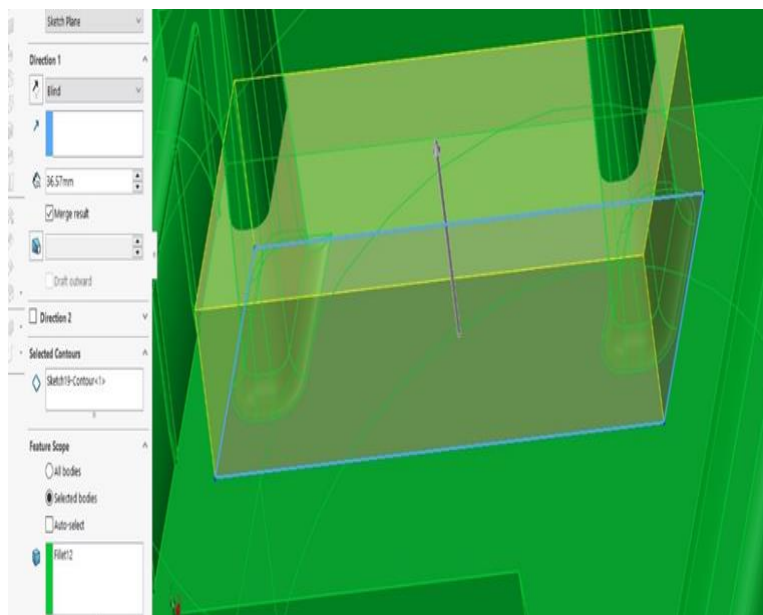 Sketch Plane
Direction 1
Blind
36.57mm
Merge result
Draft outward
Direction 2
Selected Contours
Sketch19-Contour<1>
Feature Scope
All bodies
Selected bodies
Auto-select
Fillet12